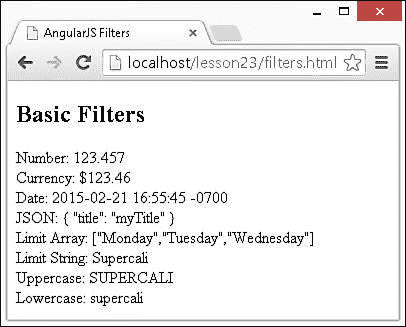 AngularJS Filters
localhost/lesson23/filters.html
Basic Filters
Number: 123.457
Currency: $123.46
Date: 2015-02-21 16:55:45 -0700
JSON: { "title": "myTitle" }
Limit Array: ["Monday","Tuesday","Wednesday"]
Limit String: Supercali
Uppercase: SUPERCALI
Lowercase: supercali